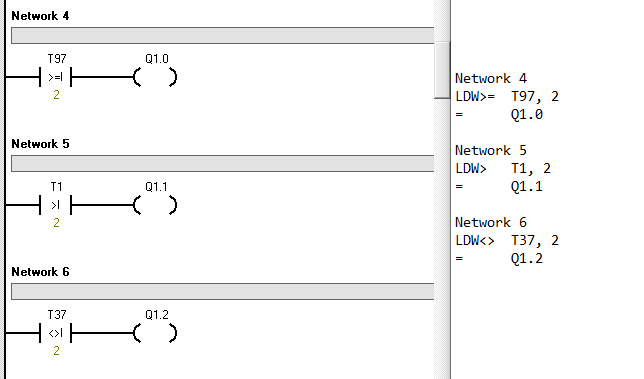 Network 4
T97 Q1.0
>=I
2
Network 5
T1 Q1.1
>I
2
Network 6
T37 Q1.2
<>I
2
Network 4
LDW>= T97, 2
= Q1.0
Network 5
LDW> T1, 2
= Q1.1
Network 6
LDW<> T37, 2
= Q1.2